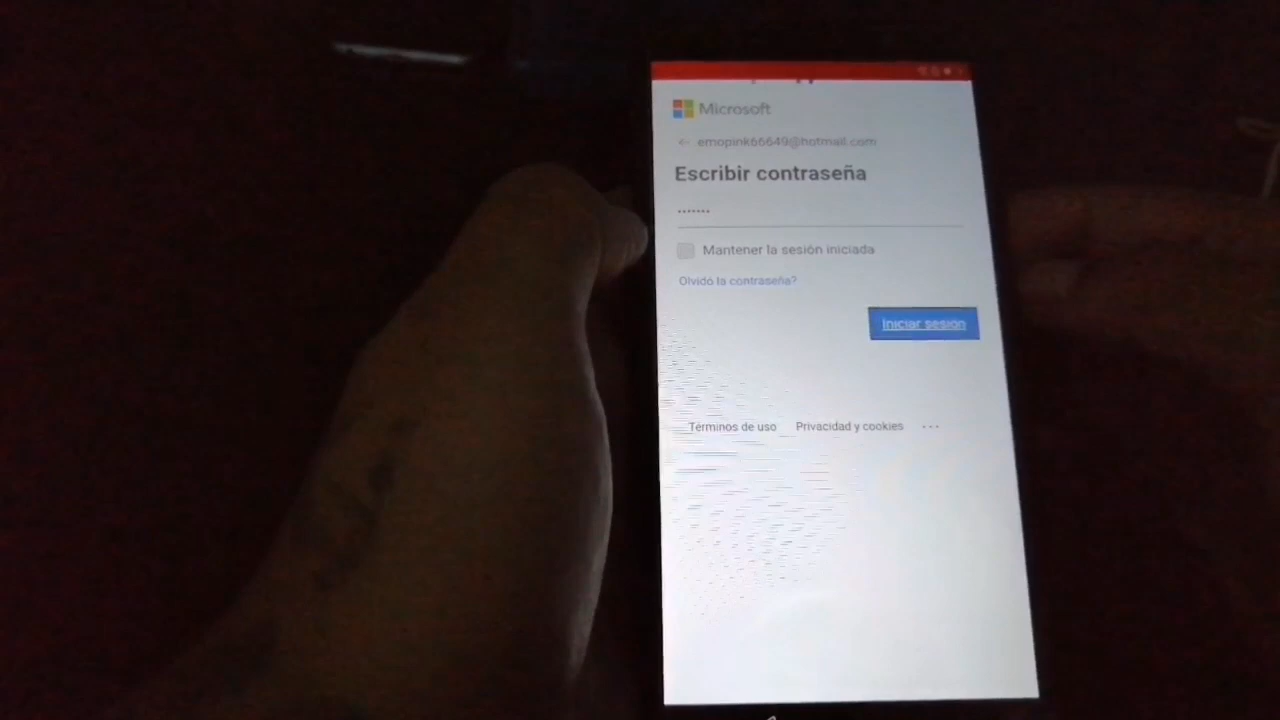 Microsoft
← emopink66649@hotmail.com
Escribir contraseña
•••••••
Mantener la sesión iniciada
Olvidó la contraseña?
Iniciar sesión
Términos de uso Privacidad y cookies ...